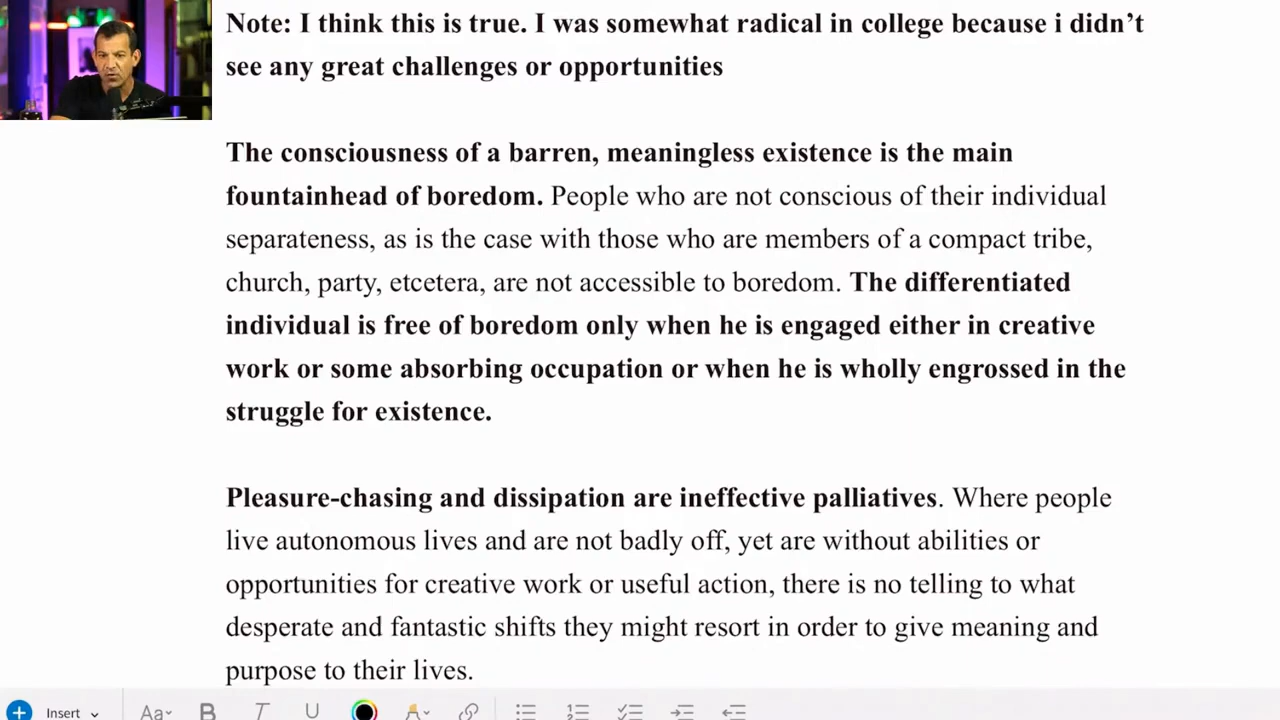 Note: I think this is true. I was somewhat radical in college because i didn’t
see any great challenges or opportunities
The consciousness of a barren, meaningless existence is the main
fountainhead of boredom. People who are not conscious of their individual
separateness, as is the case with those who are members of a compact tribe,
church, party, etcetera, are not accessible to boredom. The differentiated
individual is free of boredom only when he is engaged either in creative
work or some absorbing occupation or when he is wholly engrossed in the
struggle for existence.
Pleasure-chasing and dissipation are ineffective palliatives. Where people
live autonomous lives and are not badly off, yet are without abilities or
opportunities for creative work or useful action, there is no telling to what
desperate and fantastic shifts they might resort in order to give meaning and
purpose to their lives.
Insert Aa B T U